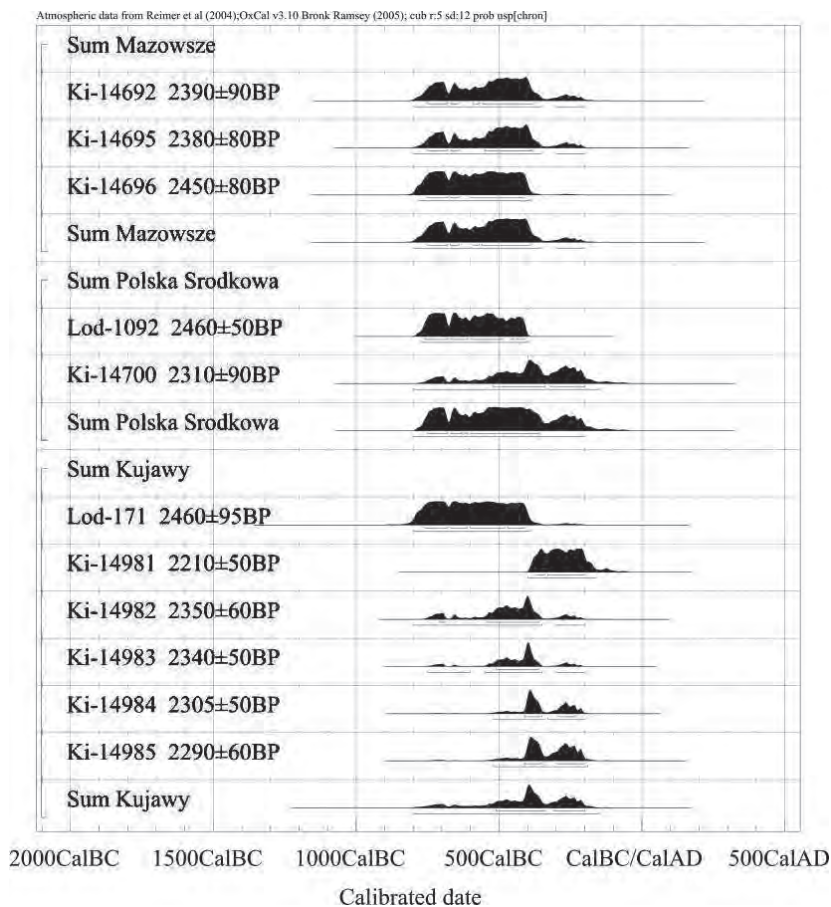 Atmospheric data from Reimer et al (2004);OxCal v3.10 Bronk Ramsey (2005); cub r:5 sd:12 prob usp[chron]
Sum Mazowsze
Ki-14692 2390±90BP
Ki-14695 2380±80BP
Ki-14696 2450±80BP
Sum Mazowsze
Sum Polska Srodkowa
Lod-1092 2460±50BP
Ki-14700 2310±90BP
Sum Polska Srodkowa
Sum Kujawy
Lod-171 2460±95BP
Ki-14981 2210±50BP
Ki-14982 2350±60BP
Ki-14983 2340±50BP
Ki-14984 2305±50BP
Ki-14985 2290±60BP
Sum Kujawy
2000CalBC 1500CalBC 1000CalBC 500CalBC CalBC/CalAD 500CalAD
Calibrated date